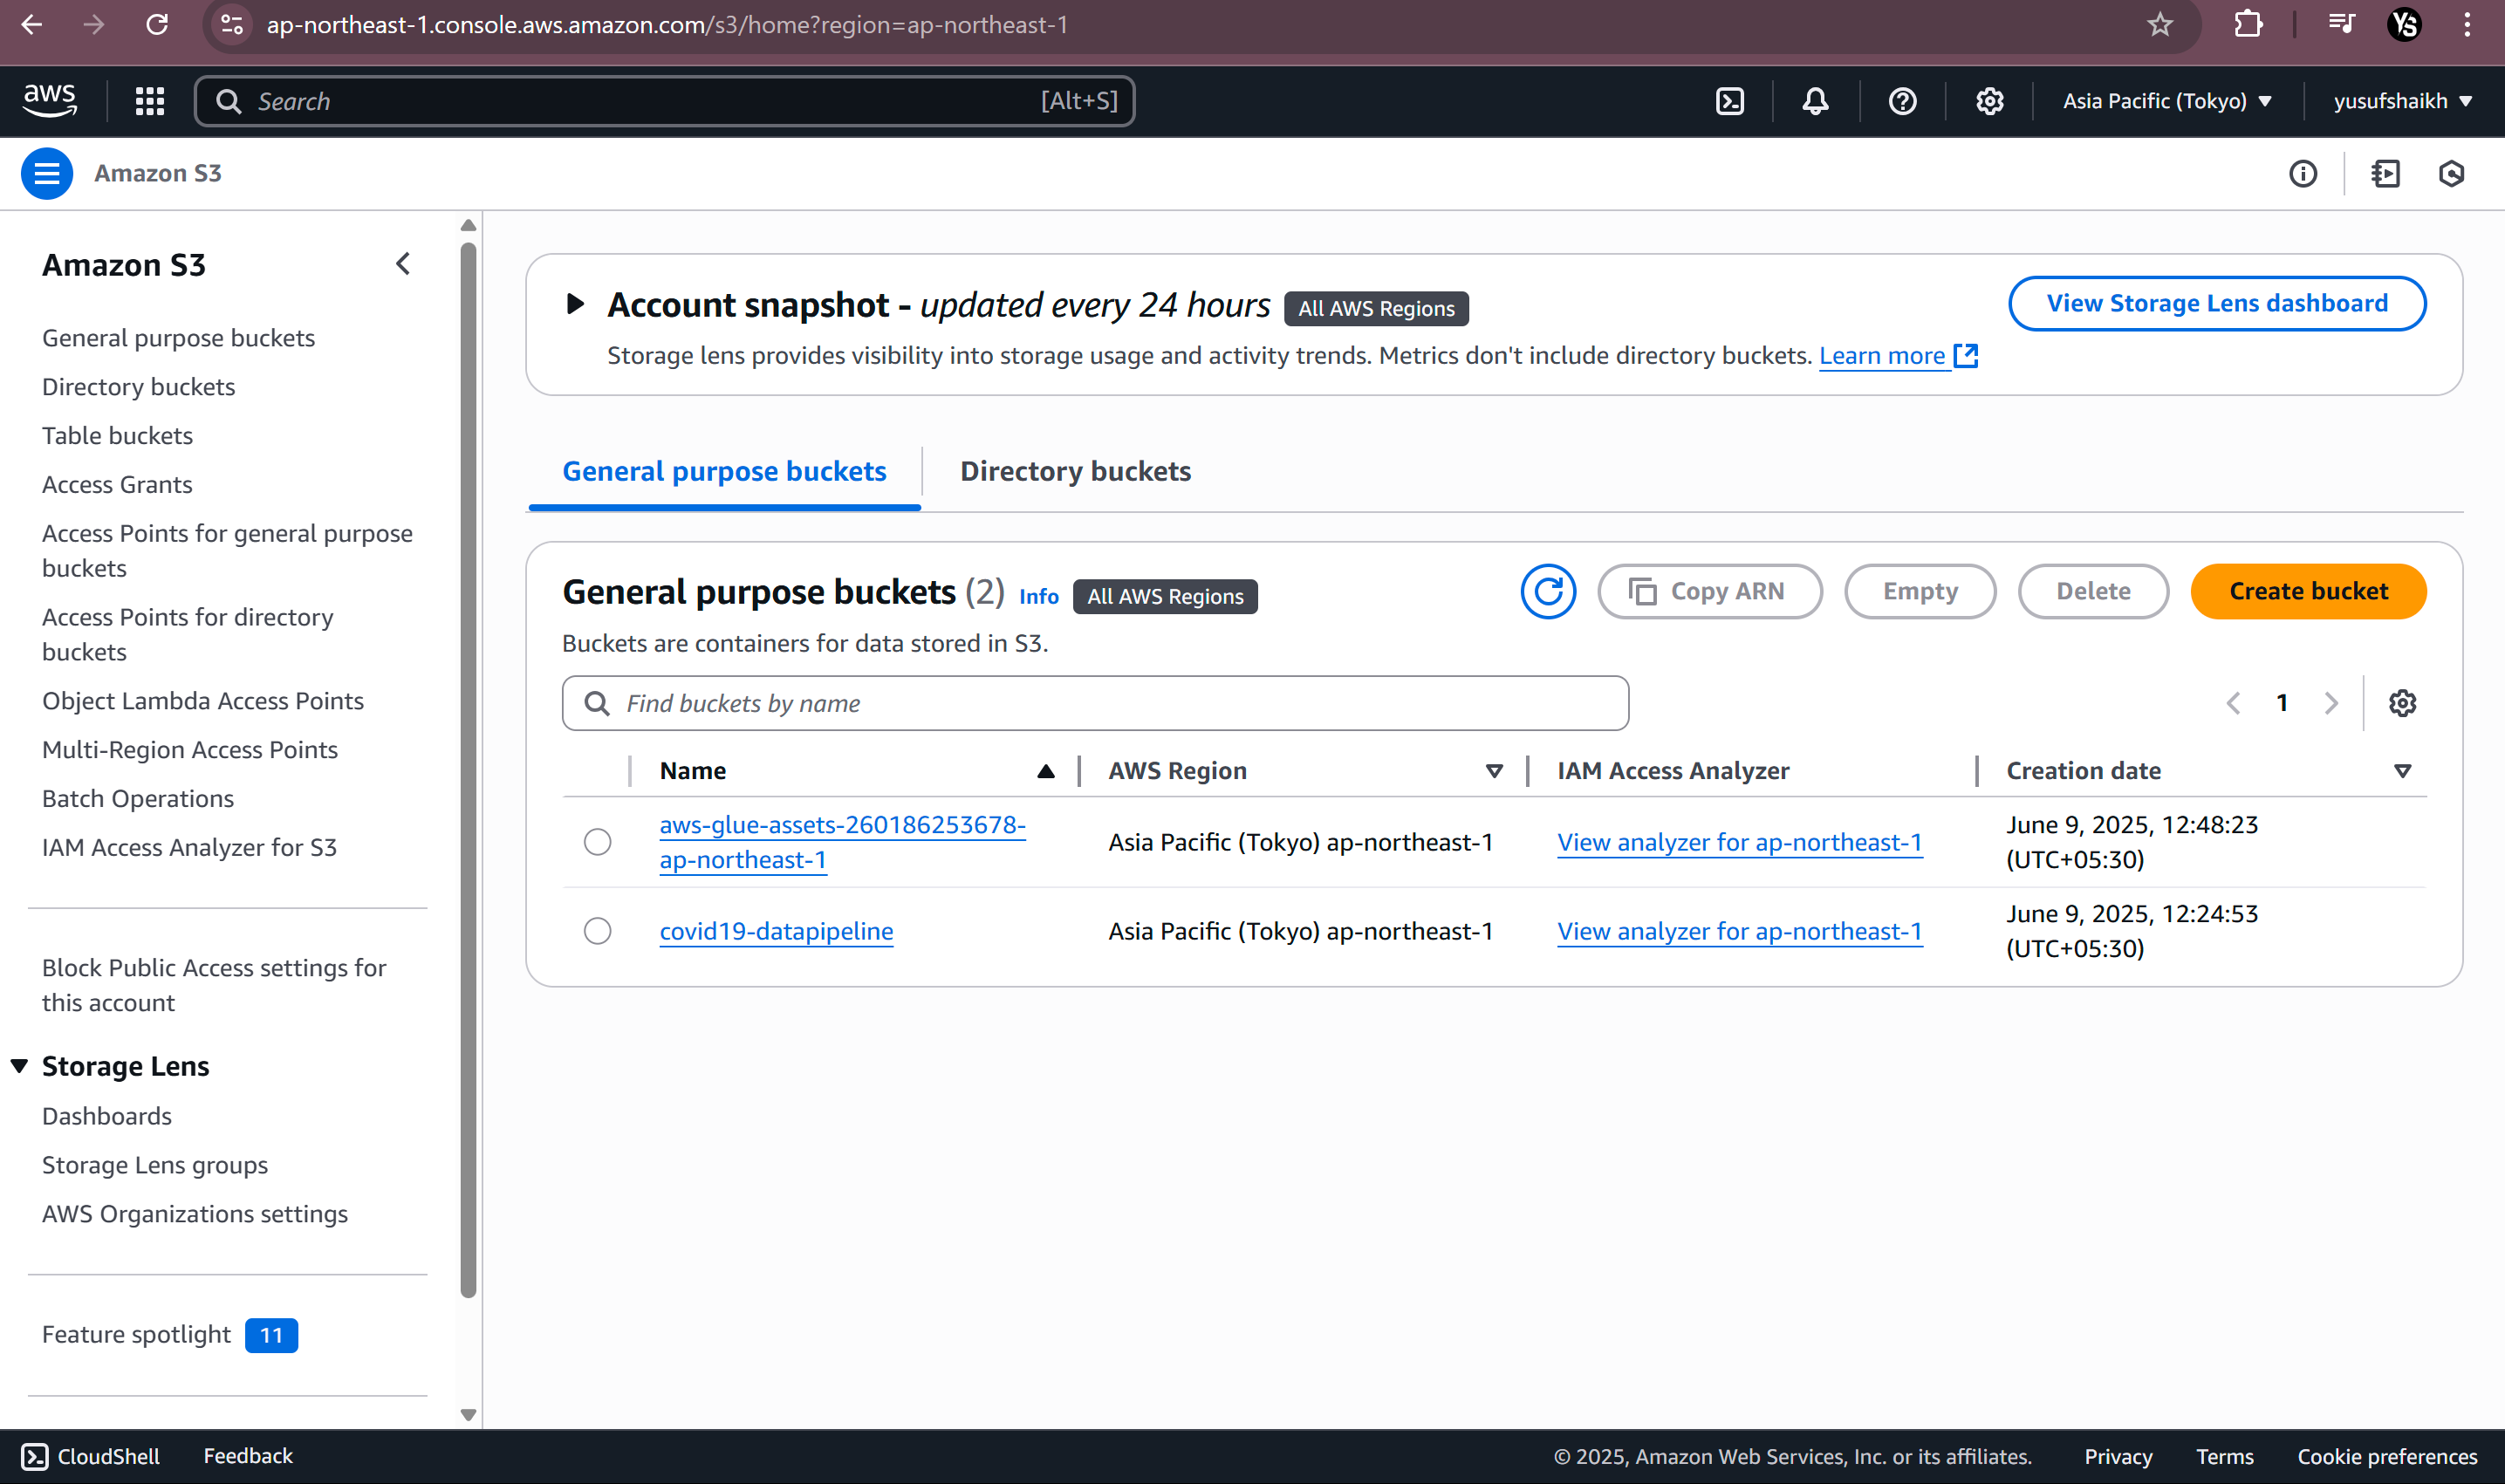 ap-northeast-1.console.aws.amazon.com/s3/home?region=ap-northeast-1
YS
aws
Search
[Alt+S]
Asia Pacific (Tokyo)
yusufshaikh
Amazon S3
Amazon S3
General purpose buckets
Directory buckets
Table buckets
Access Grants
Access Points for general purpose
buckets
Access Points for directory
buckets
Object Lambda Access Points
Multi-Region Access Points
Batch Operations
IAM Access Analyzer for S3
Block Public Access settings for
this account
Storage Lens
Dashboards
Storage Lens groups
AWS Organizations settings
Feature spotlight 11
Account snapshot - updated every 24 hours All AWS Regions
View Storage Lens dashboard
Storage lens provides visibility into storage usage and activity trends. Metrics don't include directory buckets. Learn more
General purpose buckets
Directory buckets
General purpose buckets (2) Info All AWS Regions
Copy ARN
Empty
Delete
Create bucket
Buckets are containers for data stored in S3.
Find buckets by name
1
Name
AWS Region
IAM Access Analyzer
Creation date
aws-glue-assets-260186253678-
ap-northeast-1
Asia Pacific (Tokyo) ap-northeast-1
View analyzer for ap-northeast-1
June 9, 2025, 12:48:23
(UTC+05:30)
covid19-datapipeline
Asia Pacific (Tokyo) ap-northeast-1
View analyzer for ap-northeast-1
June 9, 2025, 12:24:53
(UTC+05:30)
CloudShell
Feedback
© 2025, Amazon Web Services, Inc. or its affiliates.
Privacy
Terms
Cookie preferences